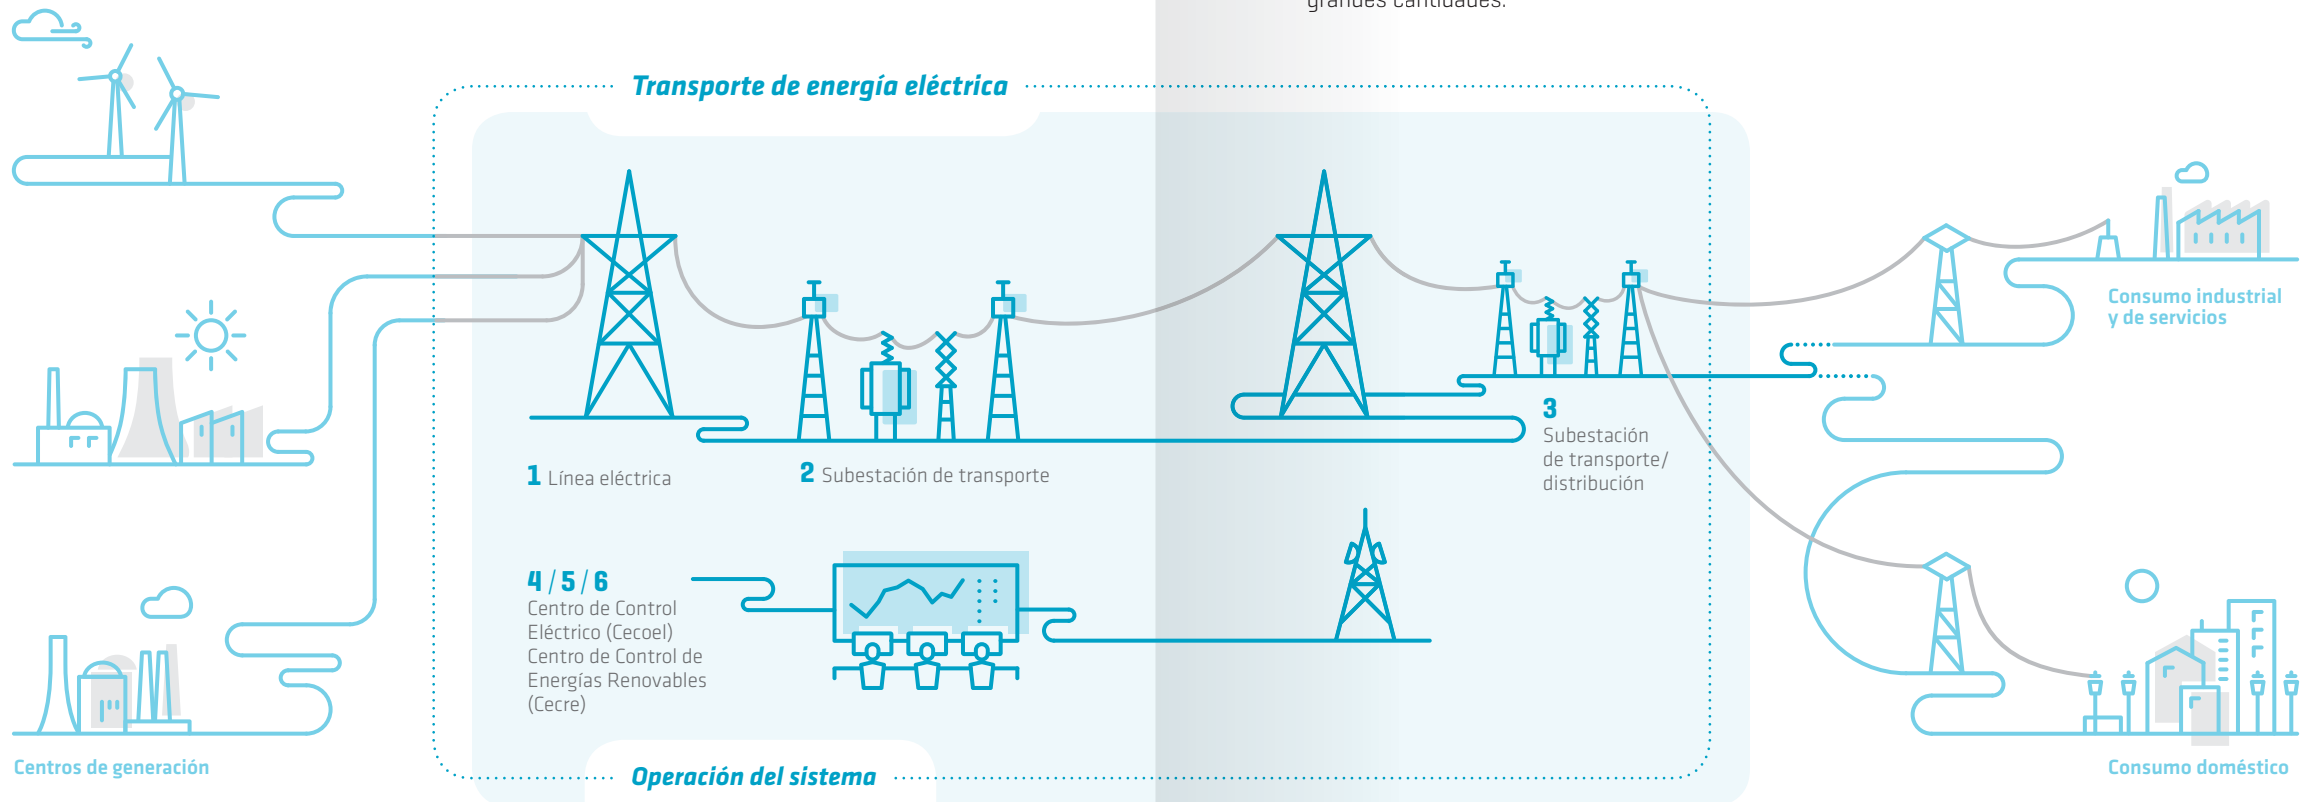 grandes cantidades.
Transporte de energía eléctrica
Consumo industrial
y de servicios
1 Línea eléctrica
2 Subestación de transporte
3
Subestación
de transporte/
distribución
4 / 5 / 6
Centro de Control
Eléctrico (Cecoel)
Centro de Control de
Energías Renovables
(Cecre)
Centros de generación
Operación del sistema
Consumo doméstico